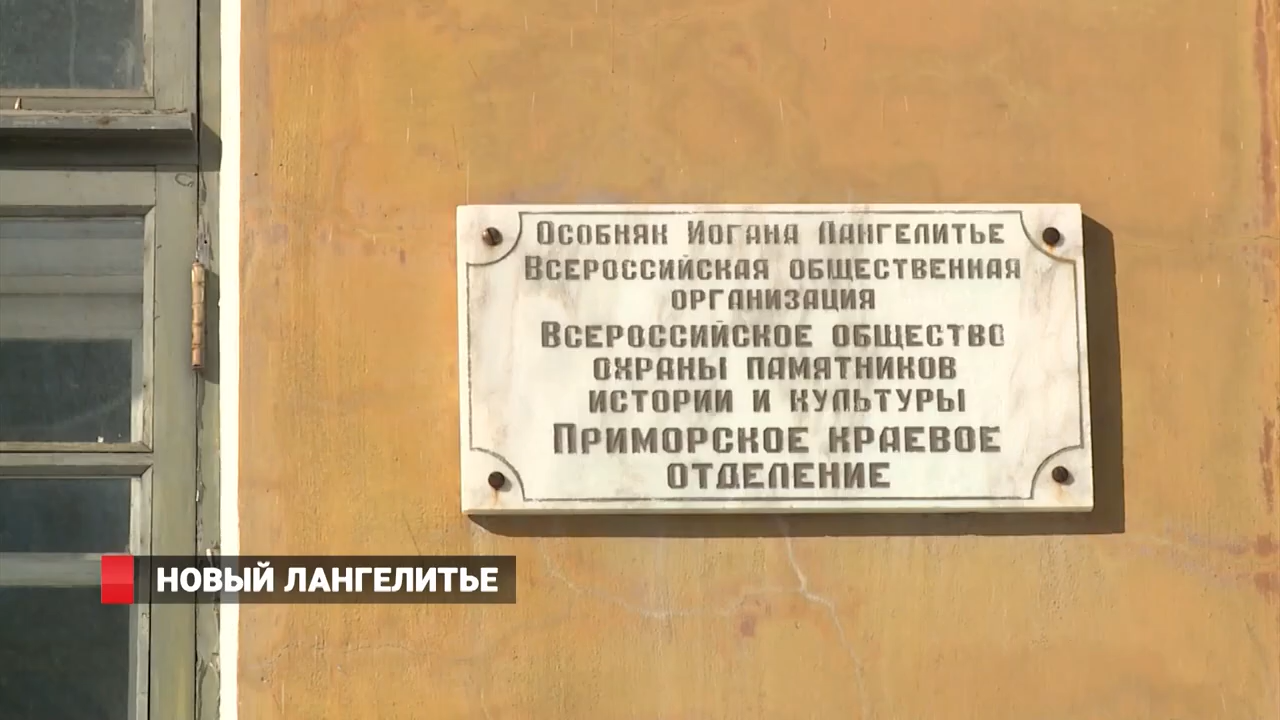 Особняк Иогана Лангелитье
Всероссийская общественная
организация
Всероссийское общество
охраны памятников
истории и культуры
Приморское краевое
отделение
НОВЫЙ ЛАНГЕЛИТЬЕ